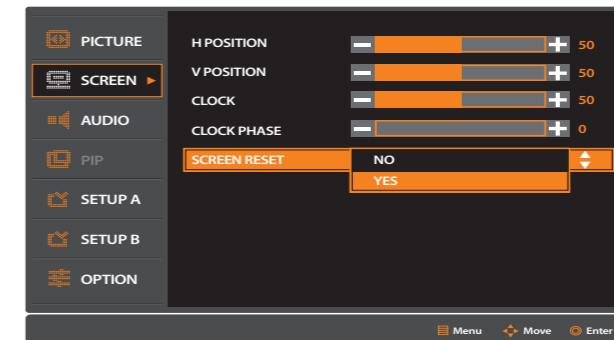 PICTURE
SCREEN
AUDIO
PIP
SETUP A
SETUP B
OPTION
H POSITION 50
V POSITION 50
CLOCK 50
CLOCK PHASE 0
SCREEN RESET NO
YES
Menu Move Enter